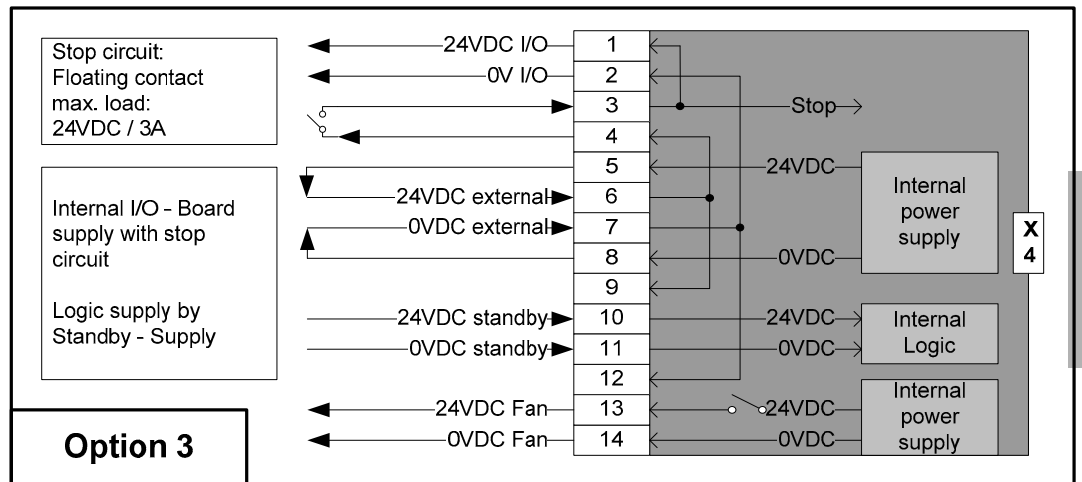 Stop circuit:
Floating contact
max. load:
24VDC / 3A
Internal I/O - Board
supply with stop
circuit
Logic supply by
Standby - Supply
Option 3
24VDC I/O
0V I/O
24VDC external
0VDC external
24VDC standby
0VDC standby
24VDC Fan
0VDC Fan
1
2
3
4
5
6
7
8
9
10
11
12
13
14
Stop
24VDC
0VDC
24VDC
0VDC
24VDC
0VDC
Internal
power
supply
Internal
Logic
Internal
power
supply
X
4